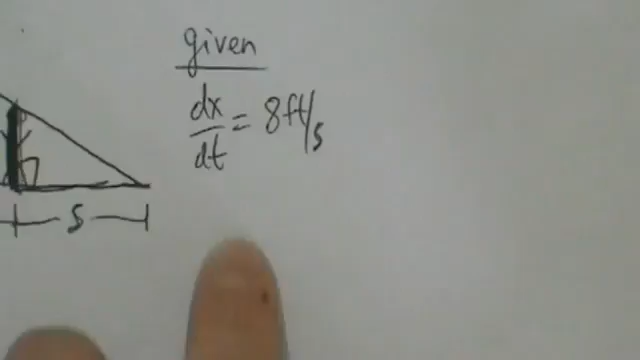 given
dx/dt = 8ft/s
s